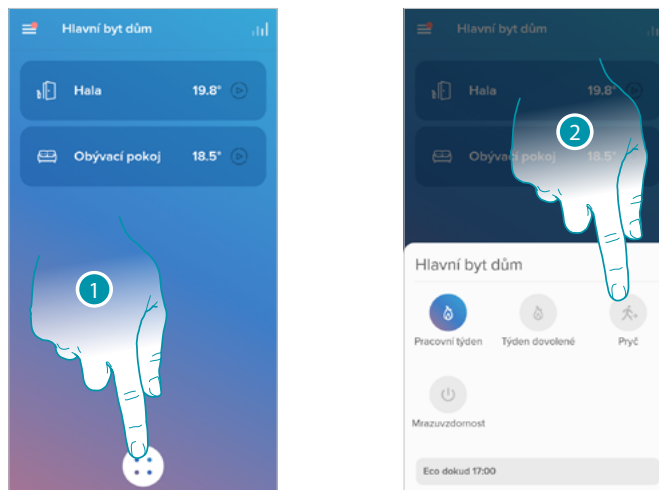 Hlavní byt dům
Hala 19.8°
Obývací pokoj 18.5°
1
Hlavní byt dům
Hala 19.8°
Obývací pokoj 18.5°
2
Hlavní byt dům
Pracovní týden Týden dovolené Pryč
Mrazuvzdornost
Eco dokud 17:00